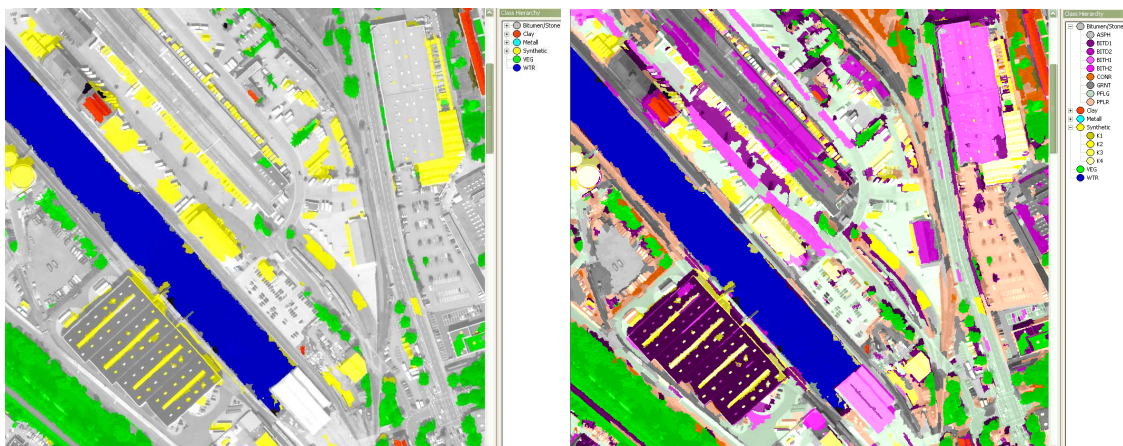 Class Hierarchy
Bitumen/Stone
Clay
Metall
Synthetic
VEG
WTR
Class Hierarchy
Bitumen/Stone
ASPH
BITD1
BITD2
BITH1
BITH2
CONR
GRNT
PFLG
PFLR
Clay
Metall
Synthetic
K1
K2
K3
K4
VEG
WTR